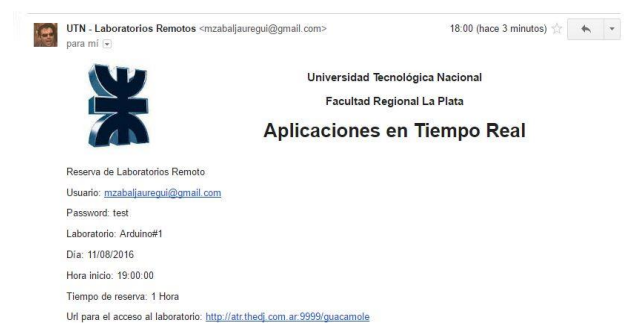 UTN - Laboratorios Remotos <mzabaljauregui@gmail.com>
18:00 (hace 3 minutos)
para mí
Universidad Tecnológica Nacional
Facultad Regional La Plata
Aplicaciones en Tiempo Real
Reserva de Laboratorios Remoto
Usuario: mzabaljauregui@gmail.com
Password: test
Laboratorio: Arduino#1
Día: 11/08/2016
Hora inicio: 19:00:00
Tiempo de reserva: 1 Hora
Url para el acceso al laboratorio: http://atr.thedj.com.ar:9999/guacamole